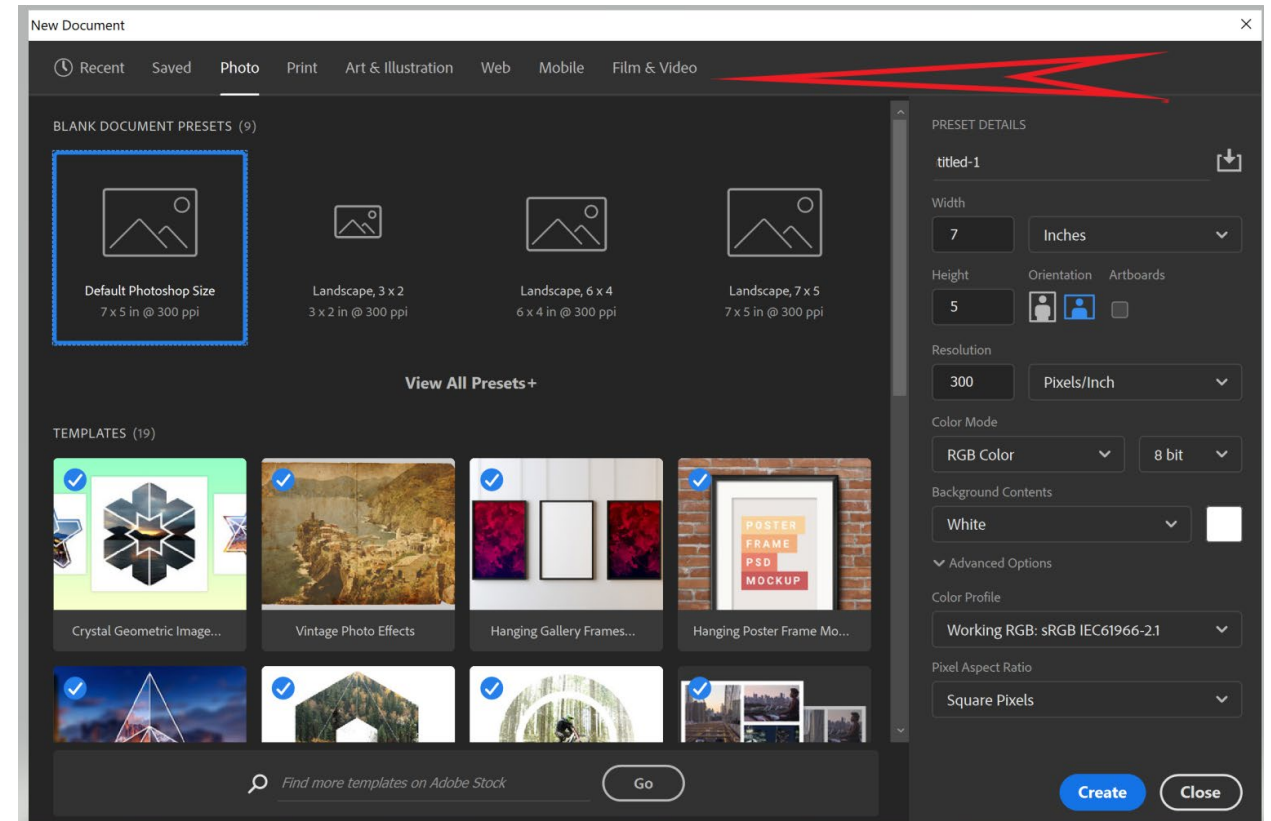 New Document
Recent Saved Photo Print Art & Illustration Web Mobile Film & Video
BLANK DOCUMENT PRESETS (9)
Default Photoshop Size
7 x 5 in @ 300 ppi
Landscape, 3 x 2
3 x 2 in @ 300 ppi
Landscape, 6 x 4
6 x 4 in @ 300 ppi
Landscape, 7 x 5
7 x 5 in @ 300 ppi
View All Presets+
TEMPLATES (19)
POSTER
FRAME
PSD
MOCKUP
Crystal Geometric Image...
Vintage Photo Effects
Hanging Gallery Frames...
Hanging Poster Frame Mo...
Find more templates on Adobe Stock
Go
PRESET DETAILS
titled-1
Width
7 Inches
Height Orientation Artboards
5
Resolution
300 Pixels/Inch
Color Mode
RGB Color 8 bit
Background Contents
White
Advanced Options
Color Profile
Working RGB: sRGB IEC61966-2.1
Pixel Aspect Ratio
Square Pixels
Create Close